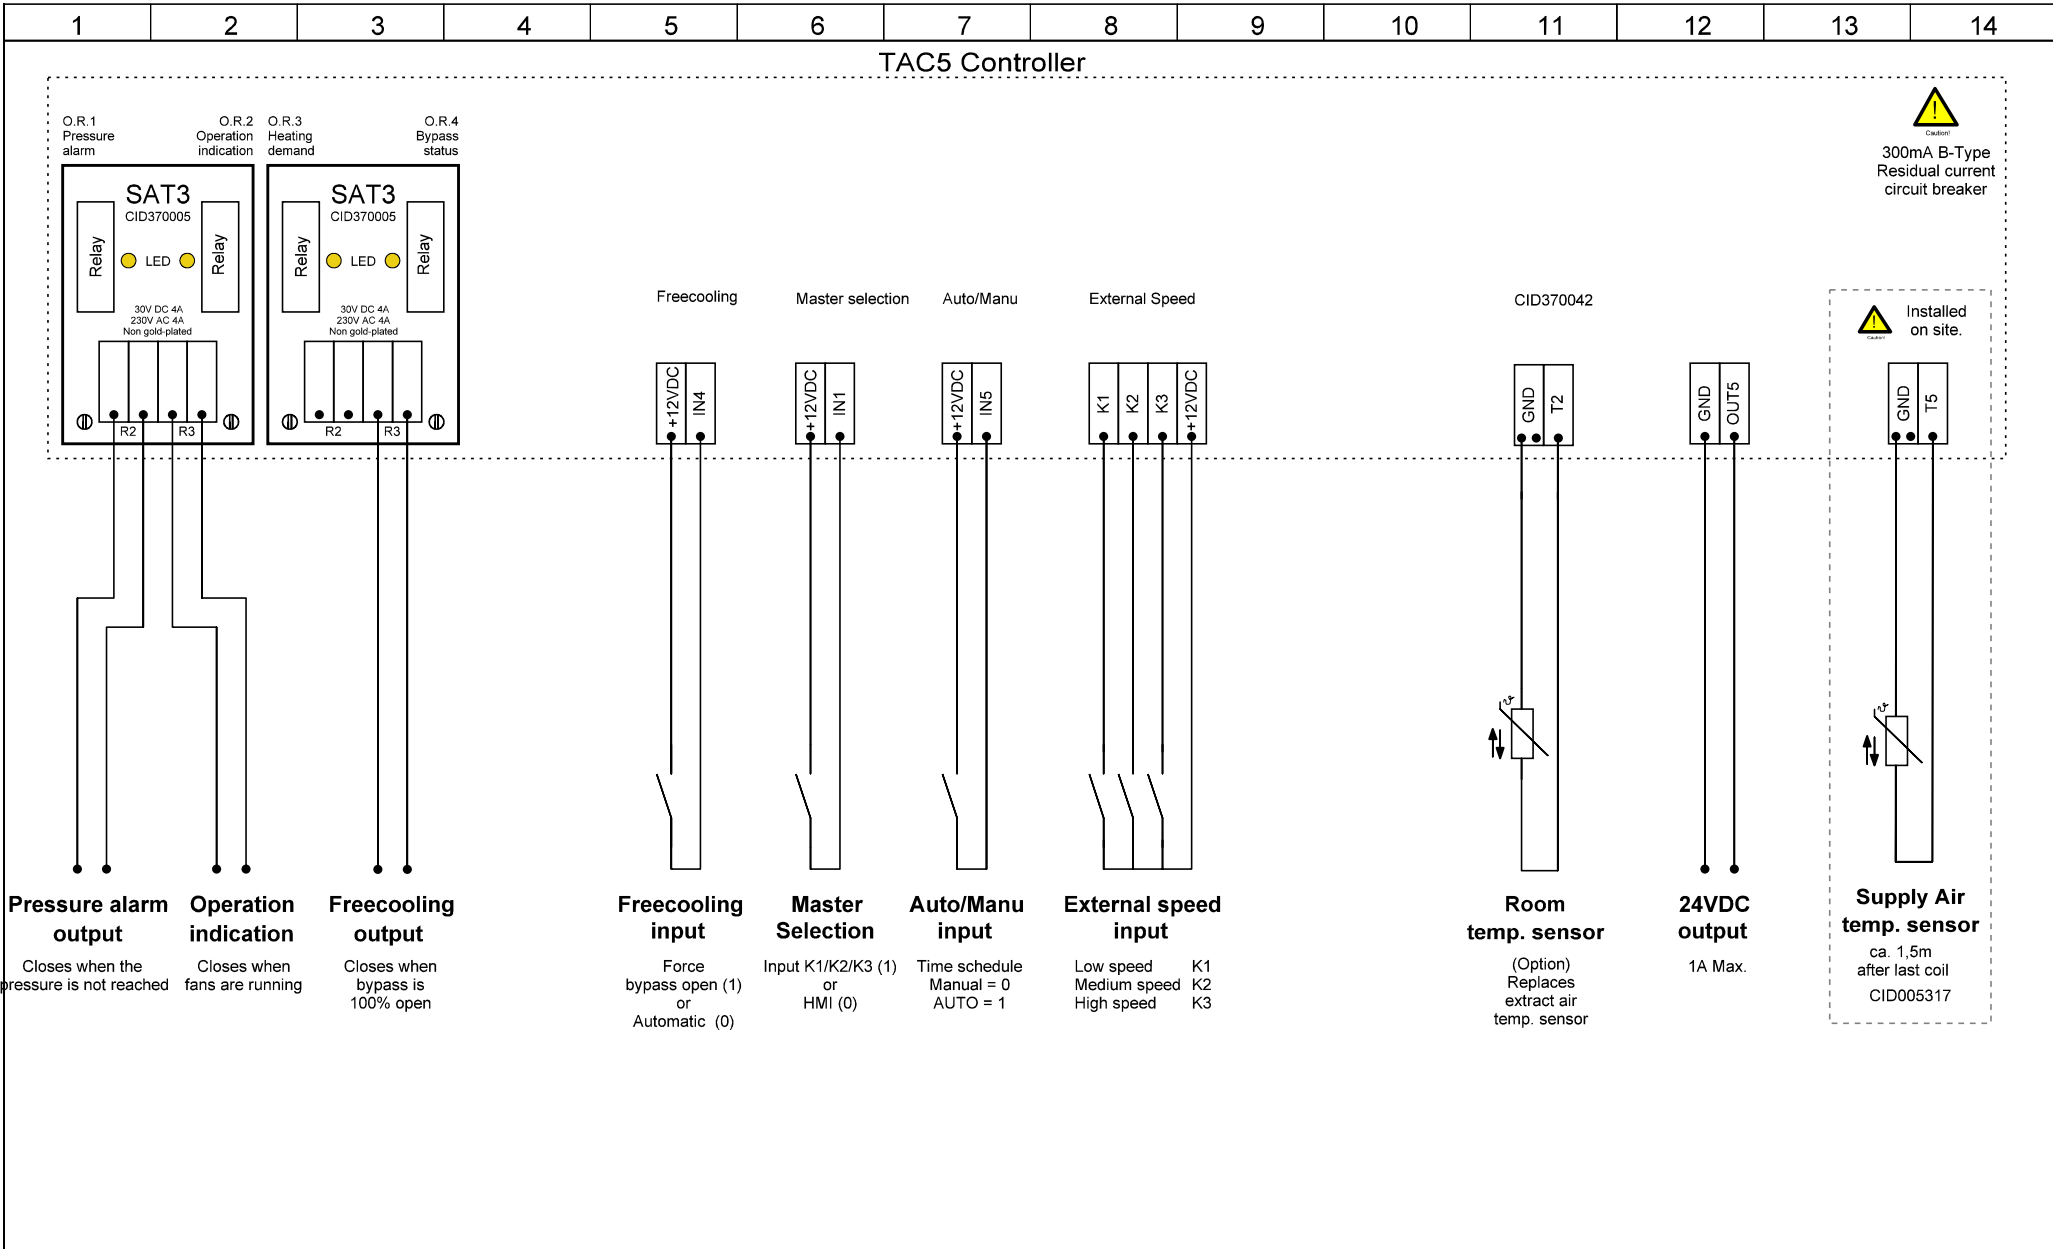 1 2 3 4 5 6 7 8 9 10 11 12 13 14
TAC5 Controller
O.R.1
Pressure
alarm
O.R.2
Operation
indication
O.R.3
Heating
demand
O.R.4
Bypass
status
Caution!
300mA B-Type
Residual current
circuit breaker
SAT3
CID370005
Relay
LED
Relay
30V DC 4A
230V AC 4A
Non gold-plated
R2
R3
SAT3
CID370005
Relay
LED
Relay
30V DC 4A
230V AC 4A
Non gold-plated
R2
R3
Freecooling
+12VDC
IN4
Master selection
+12VDC
IN1
Auto/Manu
+12VDC
IN5
External Speed
K1
K2
K3
+12VDC
CID370042
GND
T2
GND
OUT5
Caution!
Installed
on site.
GND
T5
ϑ
ϑ
Pressure alarm
output
Closes when the
pressure is not reached
Operation
indication
Closes when
fans are running
Freecooling
output
Closes when
bypass is
100% open
Freecooling
input
Force
bypass open (1)
or
Automatic (0)
Master
Selection
Input K1/K2/K3 (1)
or
HMI (0)
Auto/Manu
input
Time schedule
Manual = 0
AUTO = 1
External speed
input
Low speed K1
Medium speed K2
High speed K3
Room
temp. sensor
(Option)
Replaces
extract air
temp. sensor
24VDC
output
1A Max.
Supply Air
temp. sensor
ca. 1,5m
after last coil
CID005317